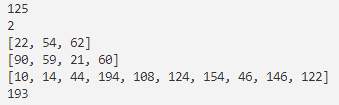 125
2
[22, 54, 62]
[90, 59, 21, 60]
[10, 14, 44, 194, 108, 124, 154, 46, 146, 122]
193